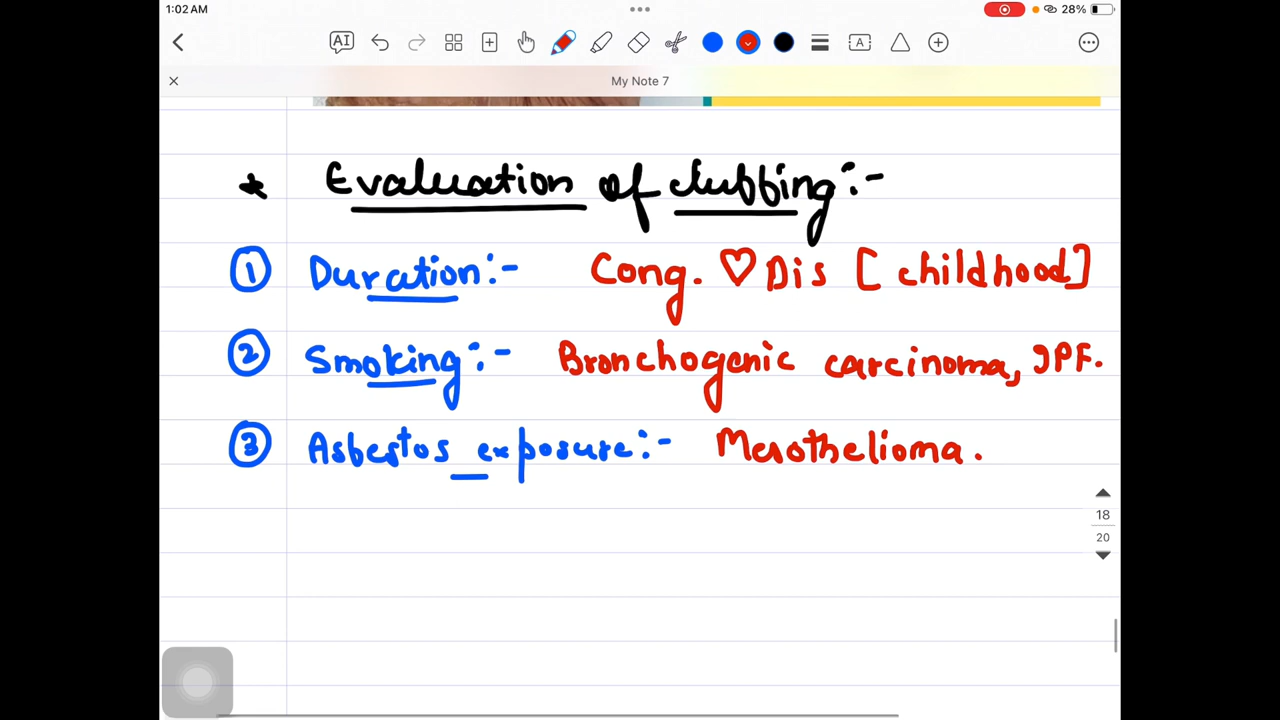 1:02 AM
28%
AI
A
My Note 7
* Evaluation of clubbing:-
① Duration:- Cong. ♡ Dis [childhood]
② Smoking:- Bronchogenic carcinoma, IPF.
③ Asbestos exposure:- Mesothelioma.
18
20